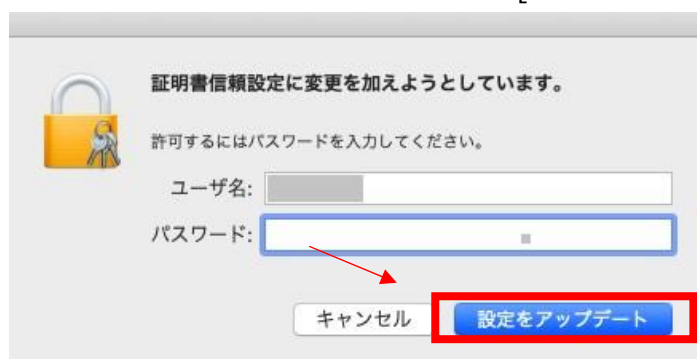 証明書信頼設定に変更を加えようとしています。
許可するにはパスワードを入力してください。
ユーザ名:
パスワード:
キャンセル
設定をアップデート